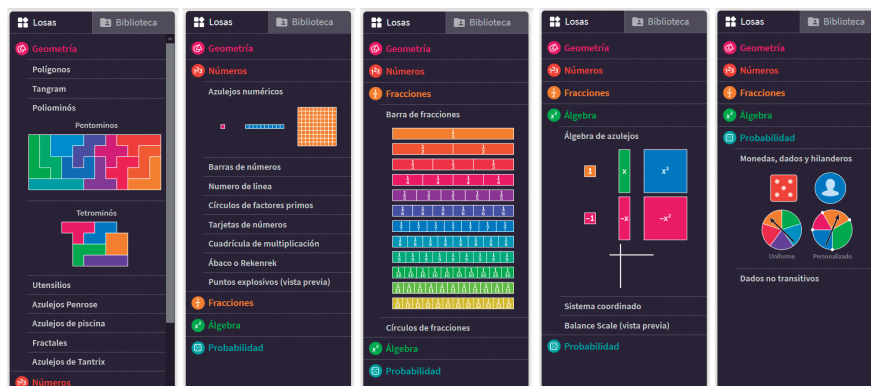 Losas
Biblioteca
Geometría
Polígonos
Tangram
Poliominós
Pentominos
Tetrominós
Utensilios
Azulejos Penrose
Azulejos de piscina
Fractales
Azulejos de Tantrix
Números
Losas
Biblioteca
Geometría
Números
Azulejos numéricos
Barras de números
Numero de linea
Círculos de factores primos
Tarjetas de números
Cuadrícula de multiplicación
Ábaco o Rekenrek
Puntos explosivos (vista previa)
Fracciones
Álgebra
Probabilidad
Losas
Biblioteca
Geometría
Números
Fracciones
Barra de fracciones
Círculos de fracciones
Álgebra
Probabilidad
Losas
Biblioteca
Geometría
Números
Fracciones
Álgebra
Álgebra de azulejos
1 x x²
−1 −x −x²
Sistema coordinado
Balance Scale (vista previa)
Probabilidad
Losas
Biblioteca
Geometría
Números
Fracciones
Álgebra
Probabilidad
Monedas, dados y hilanderos
Uniforme Personalizado
Dados no transitivos